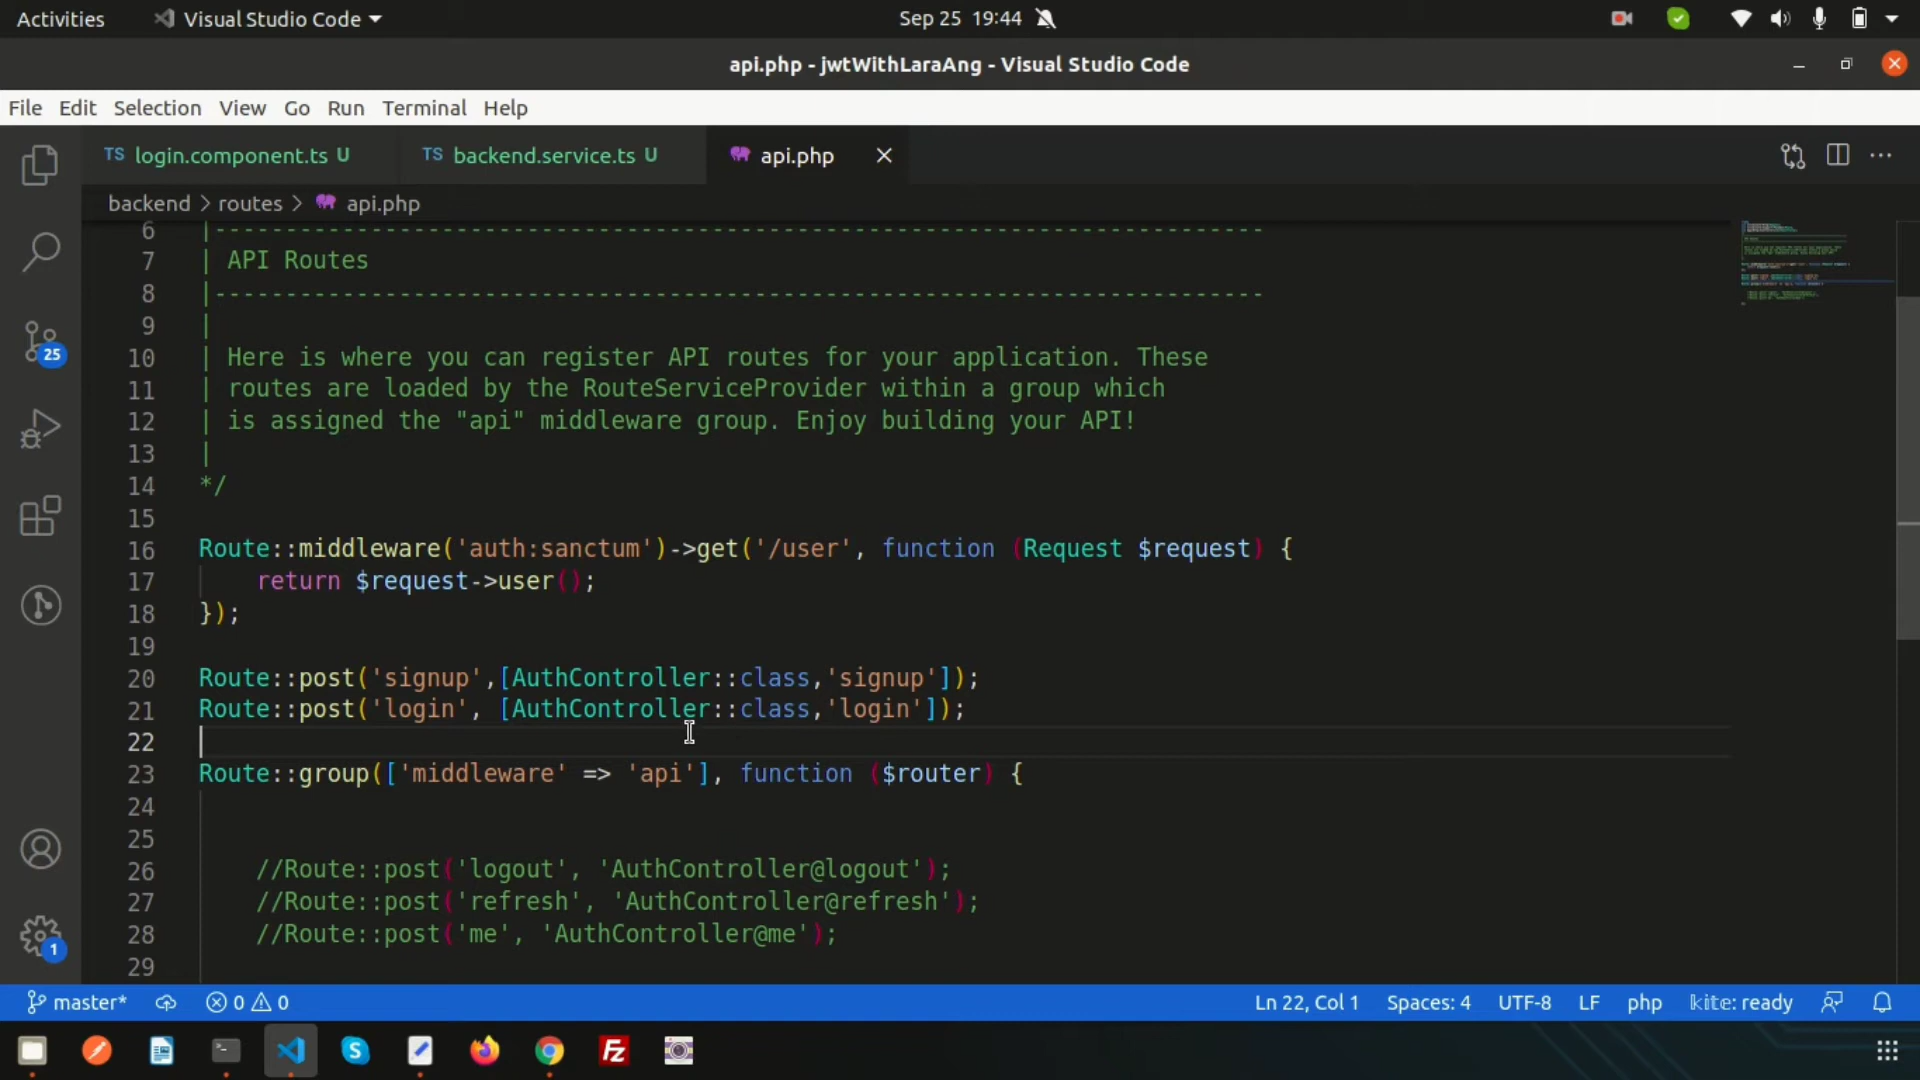 Activities
Visual Studio Code
Sep 25 19:44
api.php - jwtWithLaraAng - Visual Studio Code
File Edit Selection View Go Run Terminal Help
TS login.component.ts U
TS backend.service.ts U
api.php
backend > routes > api.php
6 |--------------------------------------------------------------------------
7 | API Routes
8 |--------------------------------------------------------------------------
9 |
10 | Here is where you can register API routes for your application. These
11 | routes are loaded by the RouteServiceProvider within a group which
12 | is assigned the "api" middleware group. Enjoy building your API!
13 |
14 */
15
16 Route::middleware('auth:sanctum')->get('/user', function (Request $request) {
17     return $request->user();
18 });
19
20 Route::post('signup',[AuthController::class,'signup']);
21 Route::post('login', [AuthController::class,'login']);
22
23 Route::group(['middleware' => 'api'], function ($router) {
24
25
26     //Route::post('logout', 'AuthController@logout');
27     //Route::post('refresh', 'AuthController@refresh');
28     //Route::post('me', 'AuthController@me');
29
25
1
master*
0
0
Ln 22, Col 1
Spaces: 4
UTF-8
LF
php
kite: ready
S
Fz